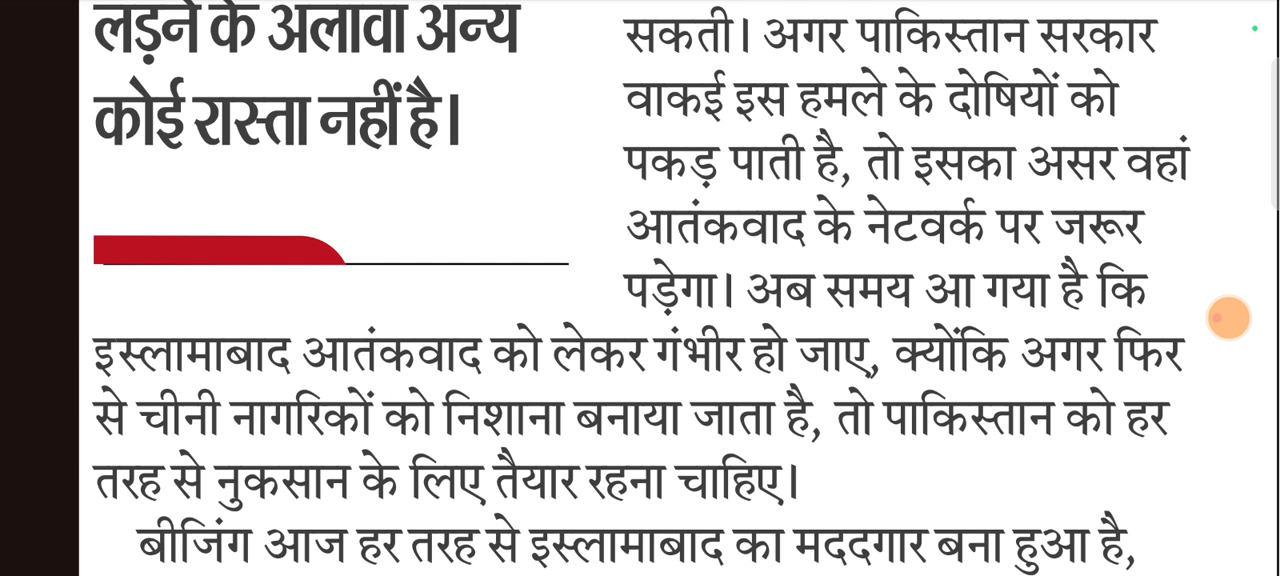 लड़ने के अलावा अन्य
कोई रास्ता नहीं है।
सकती। अगर पाकिस्तान सरकार
वाकई इस हमले के दोषियों को
पकड़ पाती है, तो इसका असर वहां
आतंकवाद के नेटवर्क पर जरूर
पड़ेगा। अब समय आ गया है कि
इस्लामाबाद आतंकवाद को लेकर गंभीर हो जाए, क्योंकि अगर फिर
से चीनी नागरिकों को निशाना बनाया जाता है, तो पाकिस्तान को हर
तरह से नुकसान के लिए तैयार रहना चाहिए।
बीजिंग आज हर तरह से इस्लामाबाद का मददगार बना हुआ है,